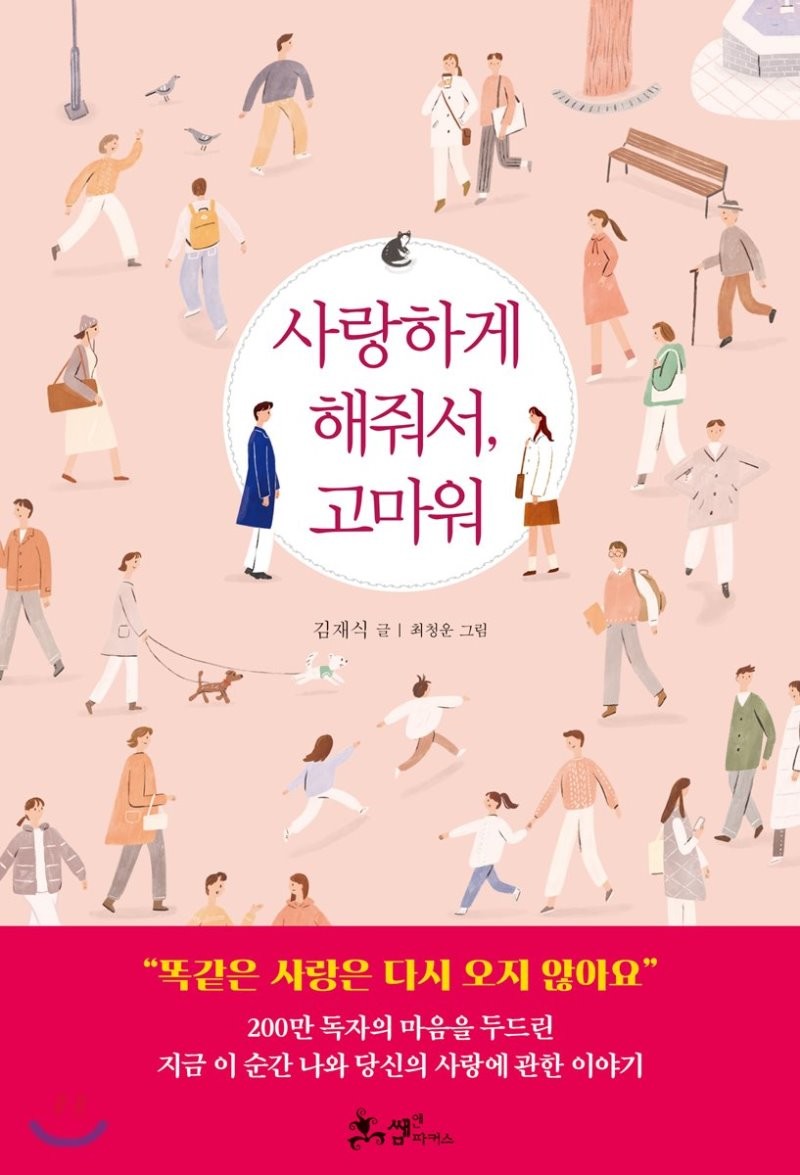 사랑하게
해줘서,
고마워
김재식 글 | 최청운 그림
“똑같은 사랑은 다시 오지 않아요”
200만 독자의 마음을 두드린
지금 이 순간 나와 당신의 사랑에 관한 이야기
쌤앤파커스